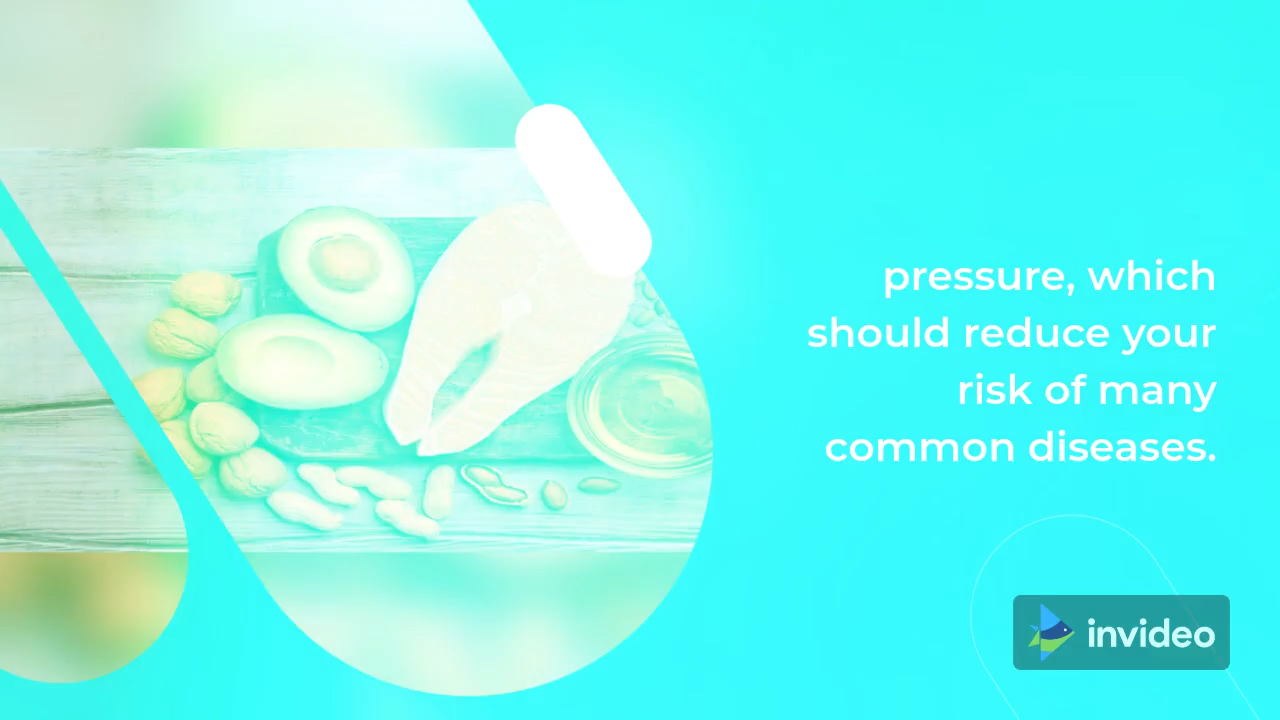 pressure, which
should reduce your
risk of many
common diseases.
invideo